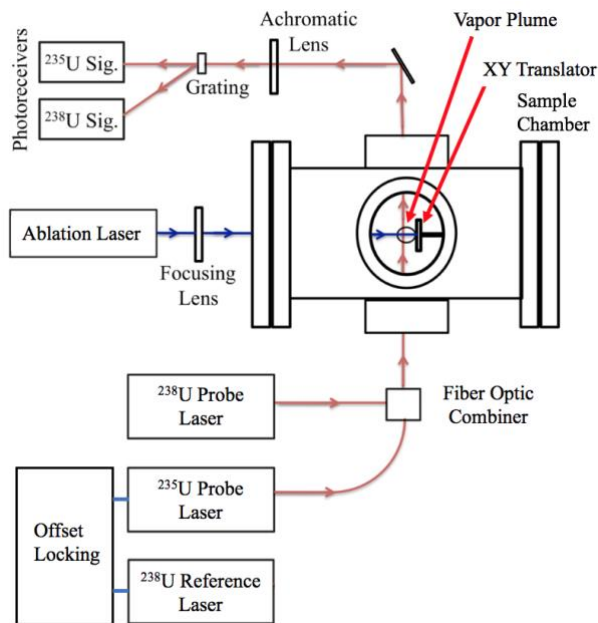 Achromatic
Lens
Vapor Plume
XY Translator
Sample
Chamber
Photoreceivers
²³⁵U Sig.
²³⁸U Sig.
Grating
Ablation Laser
Focusing
Lens
²³⁸U Probe
Laser
Fiber Optic
Combiner
²³⁵U Probe
Laser
Offset
Locking
²³⁸U Reference
Laser